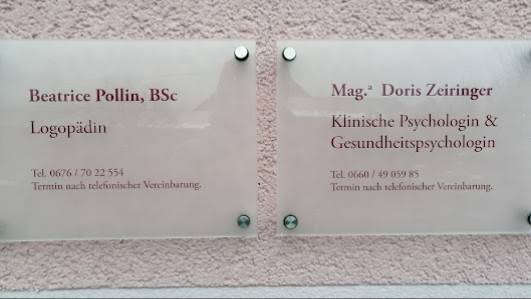 Beatrice Pollin, BSc
Logopädin
Tel. 0676 / 70 22 554
Termin nach telefonischer Vereinbarung.
Mag.ª Doris Zeiringer
Klinische Psychologin &
Gesundheitspsychologin
Tel. 0660 / 49 059 85
Termin nach telefonischer Vereinbarung.